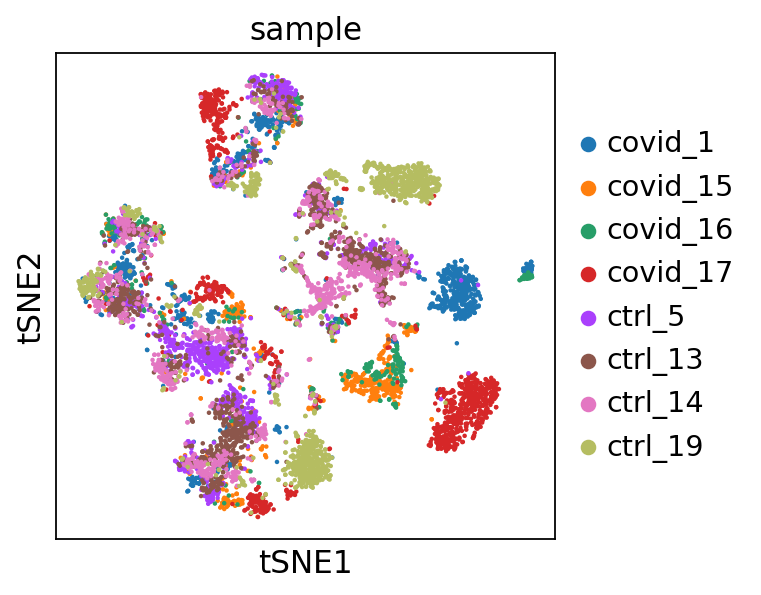 sample
covid_1
covid_15
covid_16
covid_17
ctrl_5
ctrl_13
ctrl_14
ctrl_19
tSNE2
tSNE1